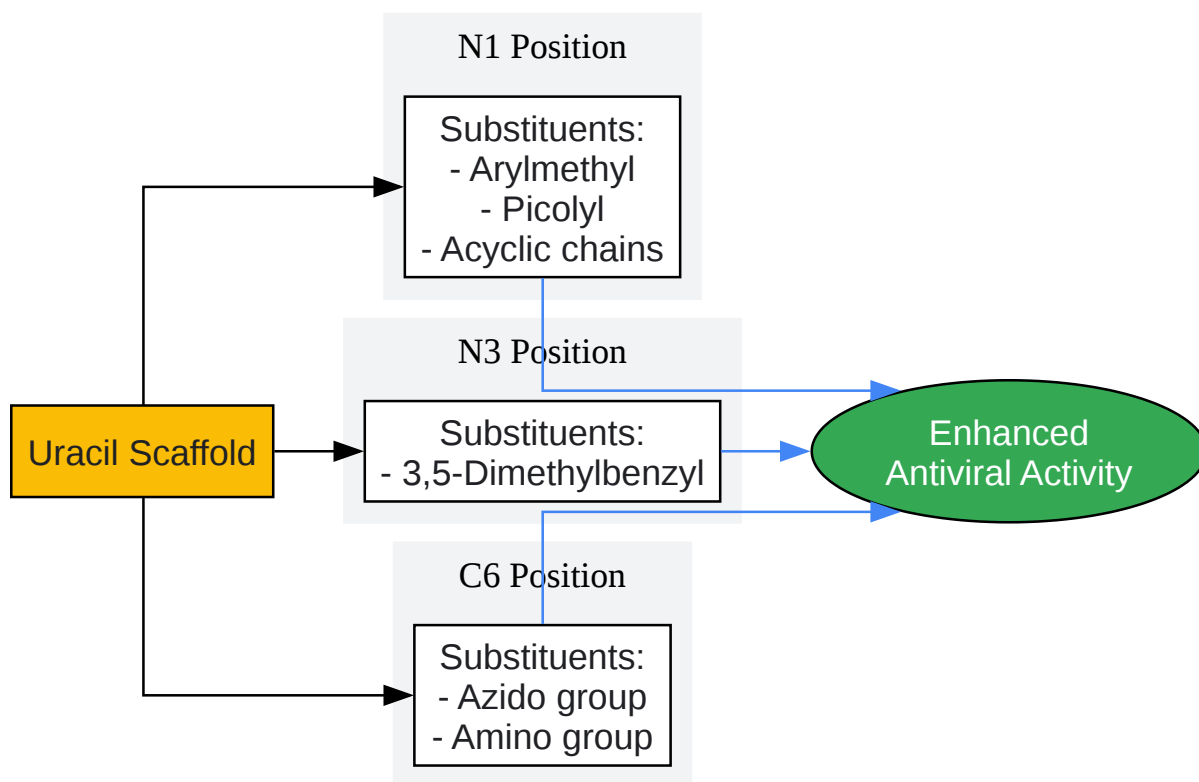 N1 Position
Substituents:
- Arylmethyl
- Picolyl
- Acyclic chains
N3 Position
Uracil Scaffold
Substituents:
- 3,5-Dimethylbenzyl
Enhanced
Antiviral Activity
C6 Position
Substituents:
- Azido group
- Amino group